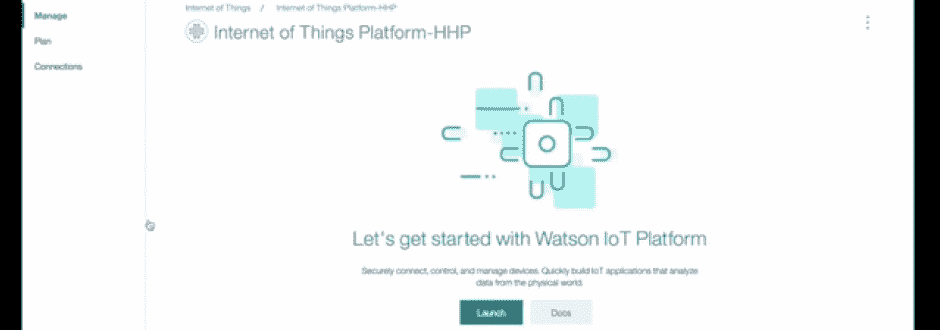 Manage
Plan
Connections
Internet of Things / Internet of Things Platform-HHP
Internet of Things Platform-HHP
Let's get started with Watson IoT Platform
Securely connect, control, and manage devices. Quickly build IoT applications that analyze
data from the physical world.
Launch
Docs